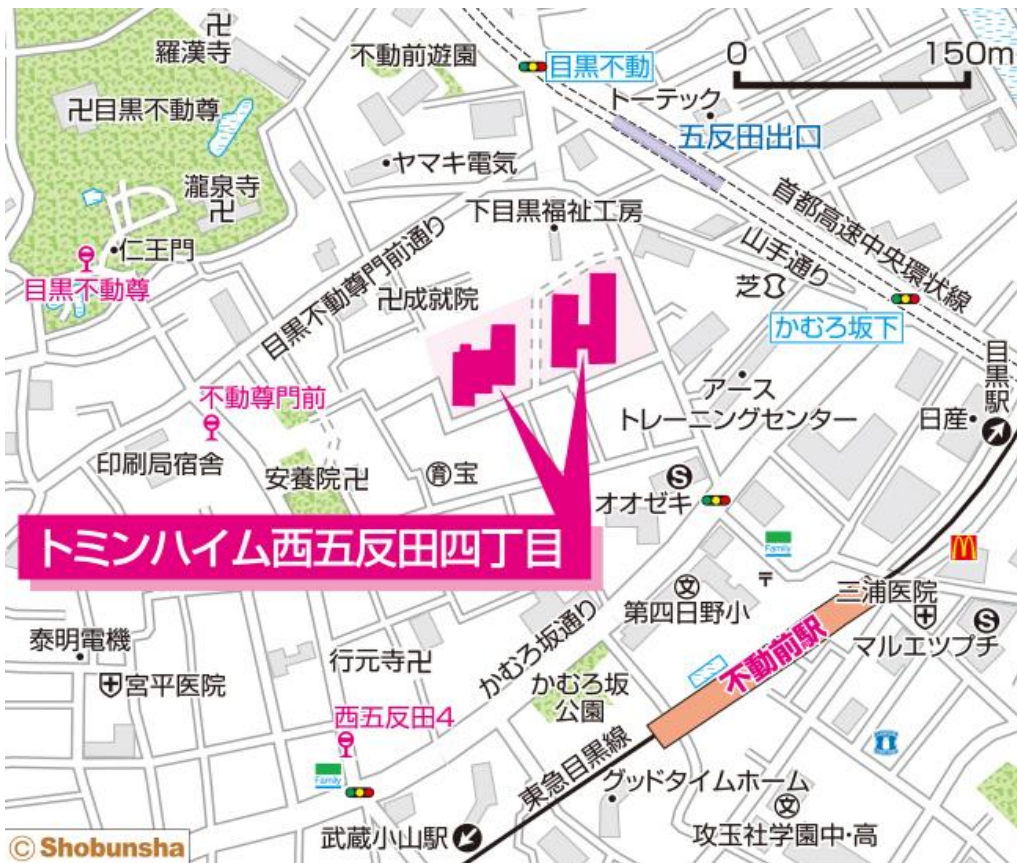 羅漢寺
不動前遊園
目黒不動
0 150m
卍目黒不動尊
トーテック
五反田出口
ヤマキ電気
瀧泉寺
下目黒福祉工房
首都高速中央環状線
仁王門
目黒不動尊門前通り
山手通り
目黒不動尊
卍成就院
芝
かむろ坂下
目黒駅
アース
トレーニングセンター
日産
不動尊門前
印刷局宿舎
安養院卍
育宝
S
オオゼキ
トミンハイム西五反田四丁目
Family
〒
文
第四日野小
三浦医院
S
マルエツプチ
不動前駅
泰明電機
行元寺卍
かむろ坂通り
かむろ坂
公園
宮平医院
西五反田4
Family
東急目黒線
グッドタイムホーム
文
攻玉社学園中・高
武蔵小山駅
© Shobunsha